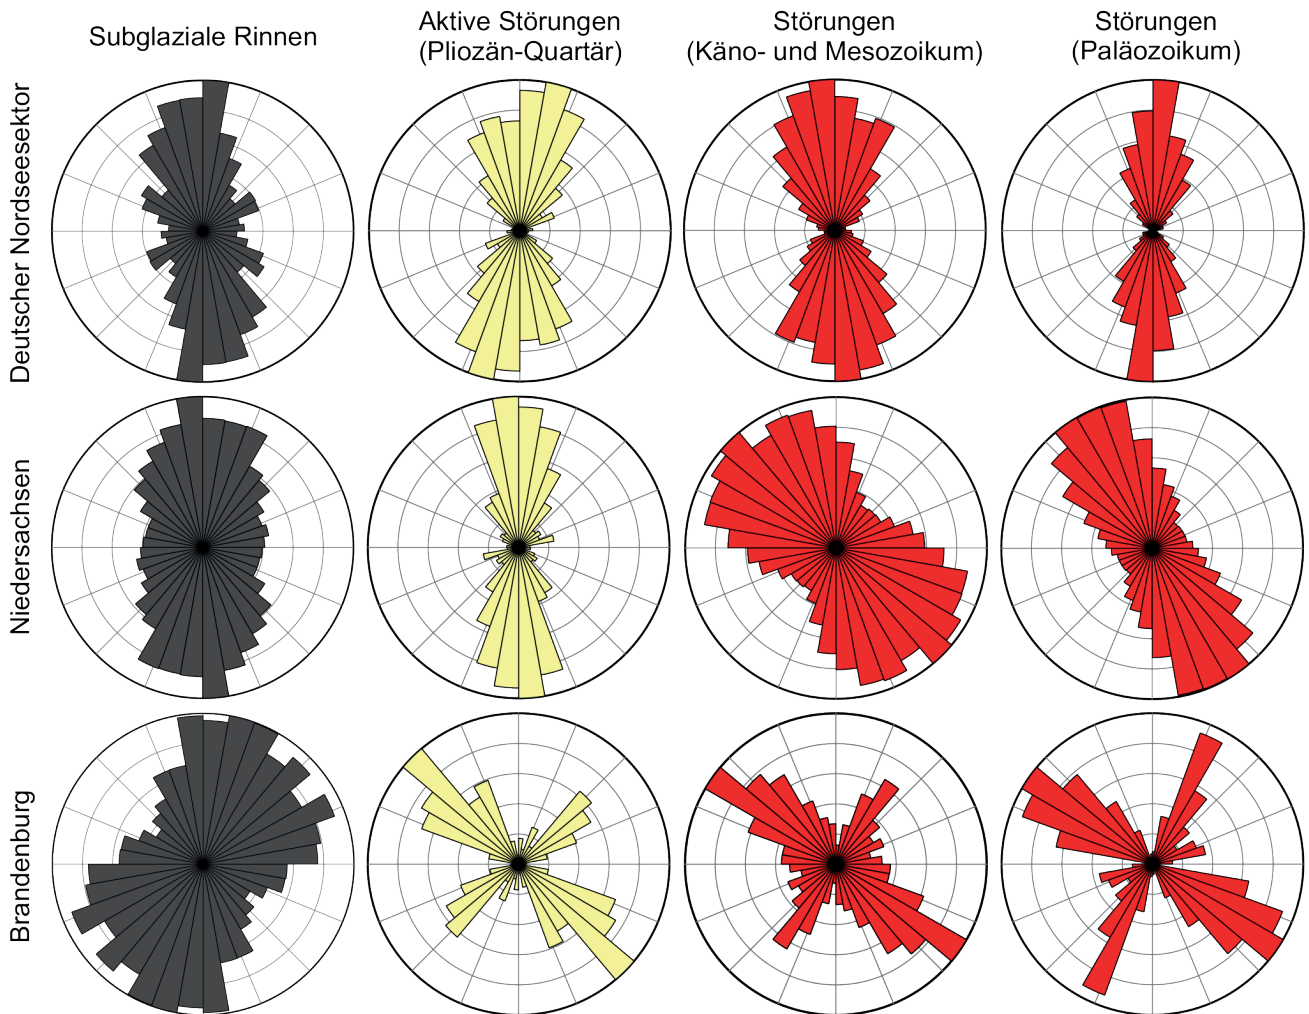 Subglaziale Rinnen
Aktive Störungen
(Pliozän-Quartär)
Störungen
(Käno- und Mesozoikum)
Störungen
(Paläozoikum)
Deutscher Nordseesektor
Niedersachsen
Brandenburg